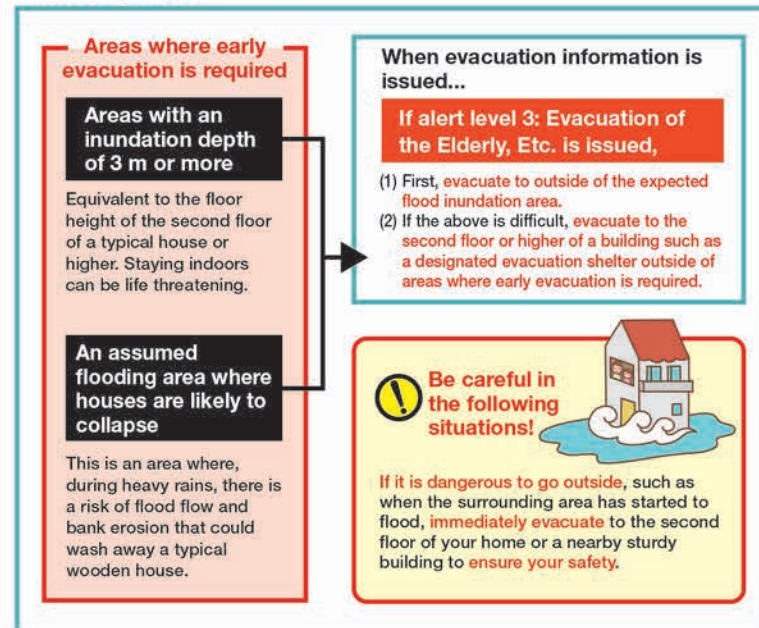 Areas where early
evacuation is required
Areas with an
inundation depth
of 3 m or more
Equivalent to the floor
height of the second floor
of a typical house or
higher. Staying indoors
can be life threatening.
An assumed
flooding area where
houses are likely to
collapse
This is an area where,
during heavy rains, there is
a risk of flood flow and
bank erosion that could
wash away a typical
wooden house.
When evacuation information is
issued...
If alert level 3: Evacuation of
the Elderly, Etc. is issued,
(1) First, evacuate to outside of the expected
flood inundation area.
(2) If the above is difficult, evacuate to the
second floor or higher of a building such as
a designated evacuation shelter outside of
areas where early evacuation is required.
Be careful in
the following
situations!
If it is dangerous to go outside, such as
when the surrounding area has started to
flood, immediately evacuate to the second
floor of your home or a nearby sturdy
building to ensure your safety.